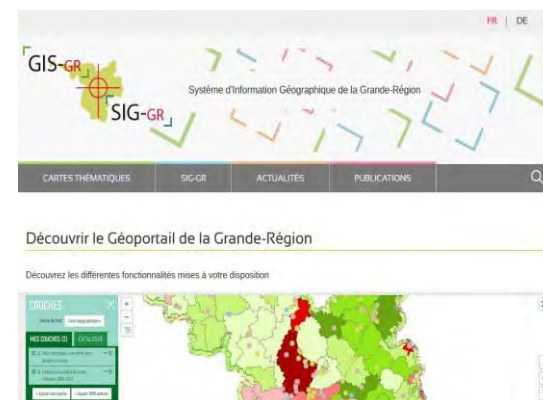 FR | DE
GIS-GR
SIG-GR
Système d'Information Géographique de la Grande-Région
CARTES THÉMATIQUES SIG-GR ACTUALITÉS PUBLICATIONS
Découvrir le Géoportail de la Grande-Région
Découvrez les différentes fonctionnalités mises à votre disposition
COUCHES
MES COUCHES (2) CATALOGUE